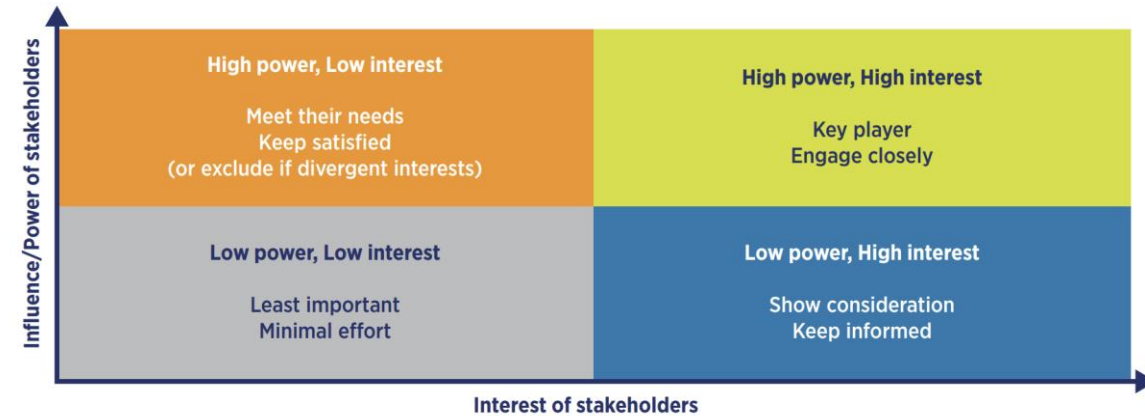 Influence/Power of stakeholders
High power, Low interest
Meet their needs
Keep satisfied
(or exclude if divergent interests)
High power, High interest
Key player
Engage closely
Low power, Low interest
Least important
Minimal effort
Low power, High interest
Show consideration
Keep informed
Interest of stakeholders